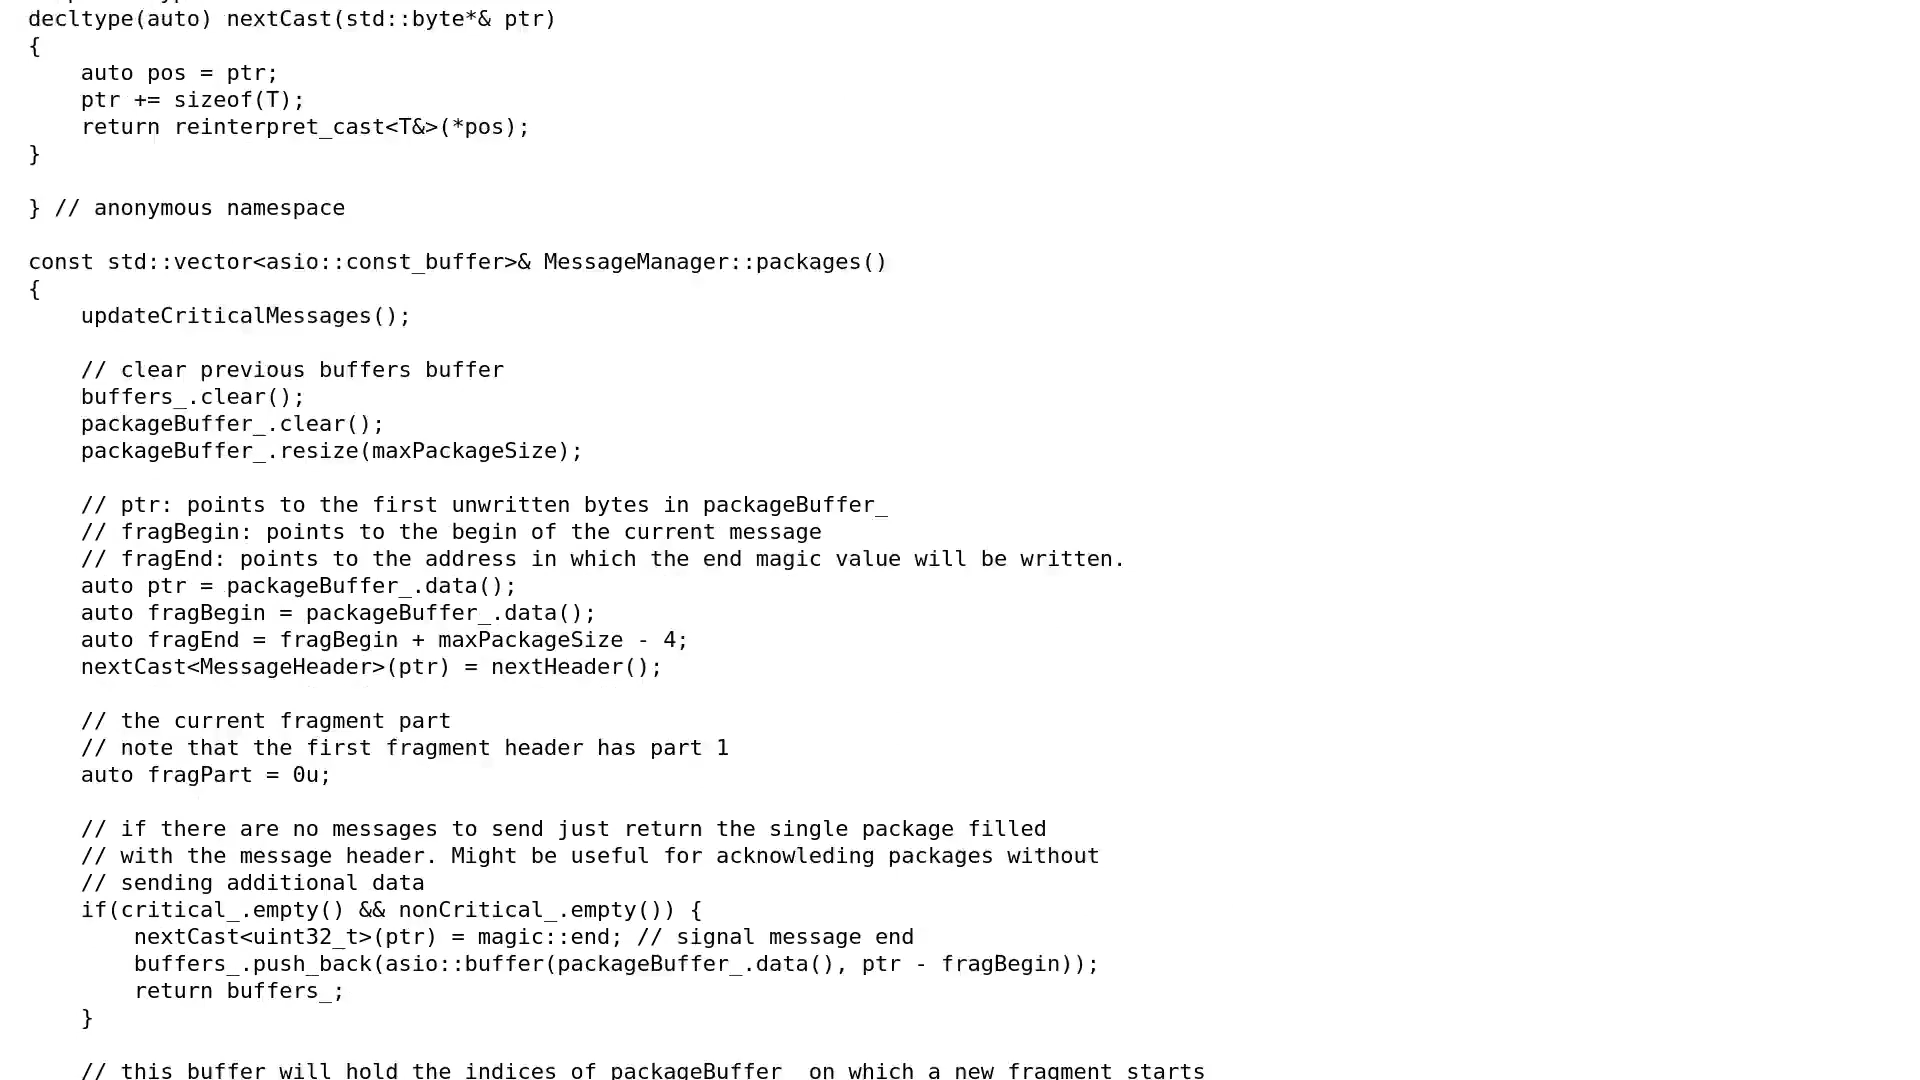 decltype(auto) nextCast(std::byte*& ptr)
{
    auto pos = ptr;
    ptr += sizeof(T);
    return reinterpret_cast<T&>(*pos);
}

} // anonymous namespace

const std::vector<asio::const_buffer>& MessageManager::packages()
{
    updateCriticalMessages();

    // clear previous buffers buffer
    buffers_.clear();
    packageBuffer_.clear();
    packageBuffer_.resize(maxPackageSize);

    // ptr: points to the first unwritten bytes in packageBuffer_
    // fragBegin: points to the begin of the current message
    // fragEnd: points to the address in which the end magic value will be written.
    auto ptr = packageBuffer_.data();
    auto fragBegin = packageBuffer_.data();
    auto fragEnd = fragBegin + maxPackageSize - 4;
    nextCast<MessageHeader>(ptr) = nextHeader();

    // the current fragment part
    // note that the first fragment header has part 1
    auto fragPart = 0u;

    // if there are no messages to send just return the single package filled
    // with the message header. Might be useful for acknowleding packages without
    // sending additional data
    if(critical_.empty() && nonCritical_.empty()) {
        nextCast<uint32_t>(ptr) = magic::end; // signal message end
        buffers_.push_back(asio::buffer(packageBuffer_.data(), ptr - fragBegin));
        return buffers_;
    }

    // this buffer will hold the indices of packageBuffer_ on which a new fragment starts